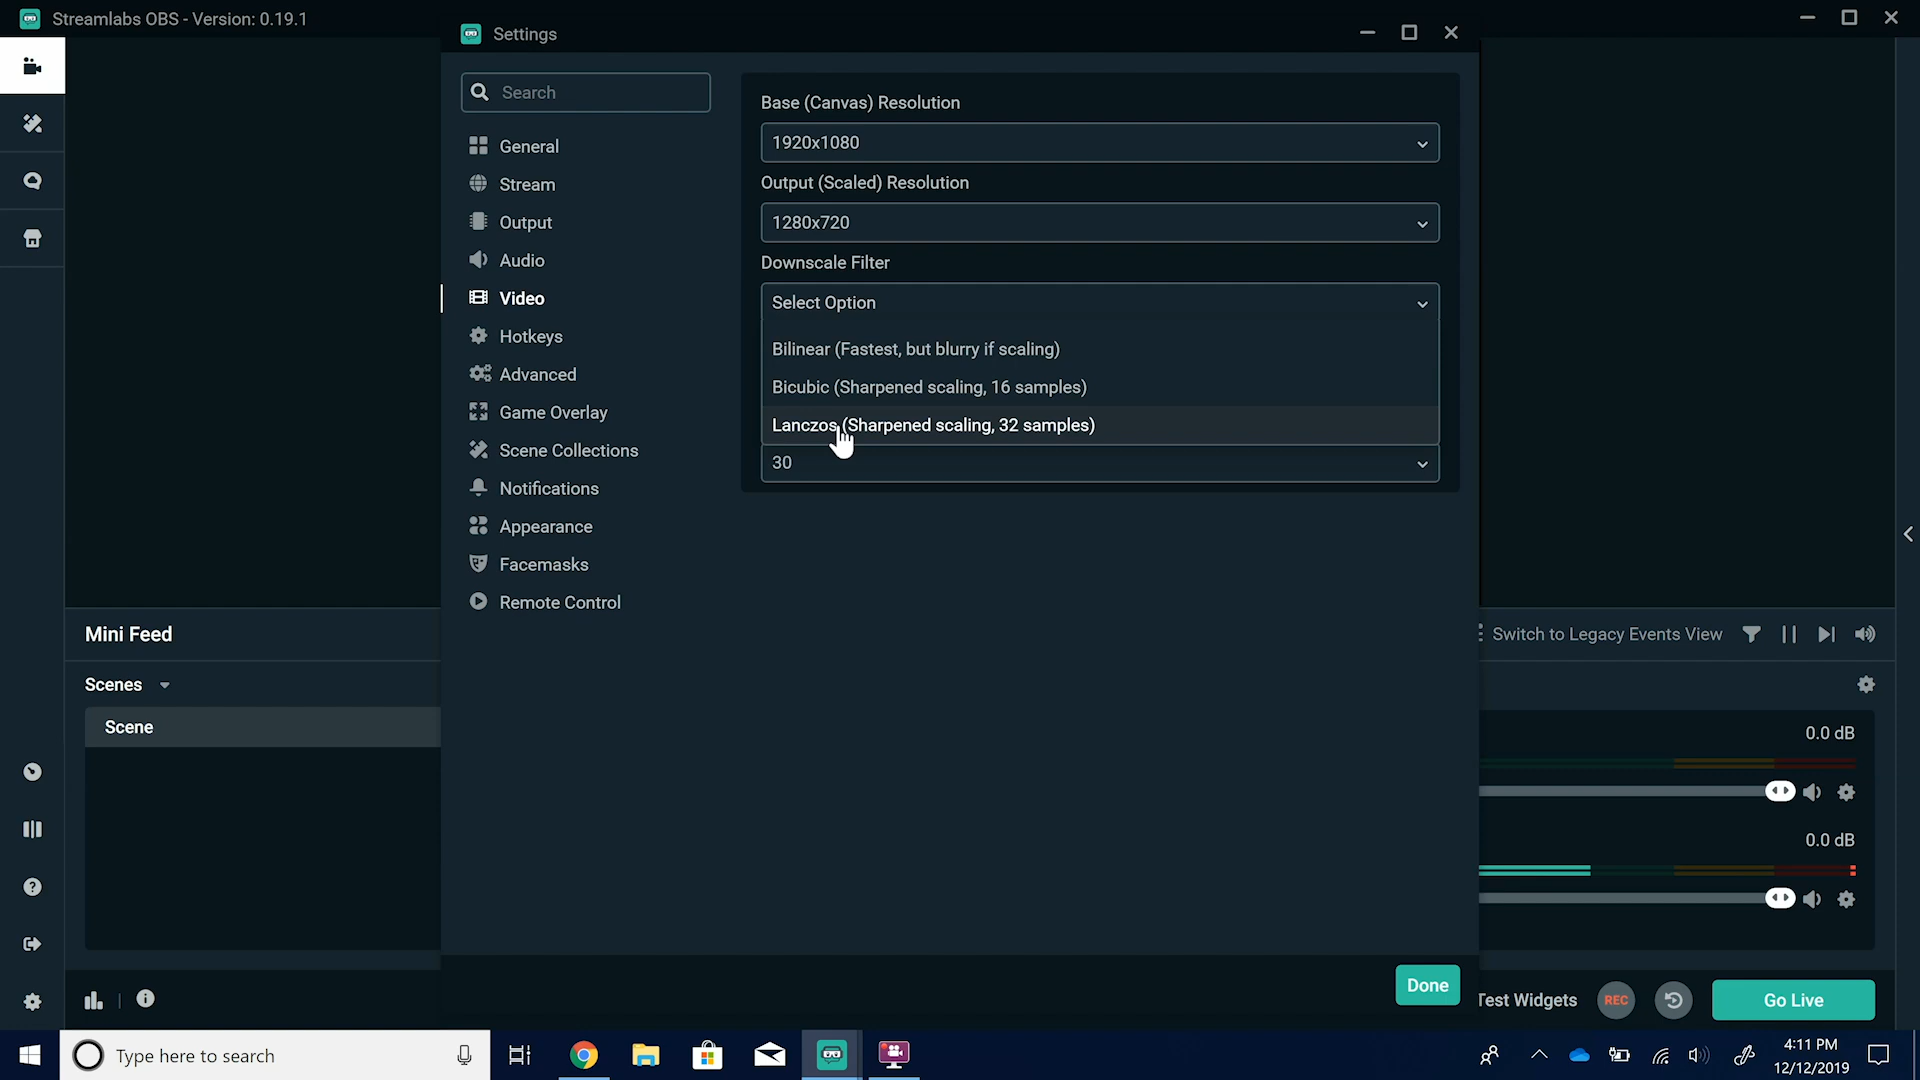 Streamlabs OBS - Version: 0.19.1
Settings
Search
General
Stream
Output
Audio
Video
Hotkeys
Advanced
Game Overlay
Scene Collections
Notifications
Appearance
Facemasks
Remote Control
Base (Canvas) Resolution
1920x1080
Output (Scaled) Resolution
1280x720
Downscale Filter
Select Option
Bilinear (Fastest, but blurry if scaling)
Bicubic (Sharpened scaling, 16 samples)
Lanczos (Sharpened scaling, 32 samples)
30
Done
Mini Feed
Switch to Legacy Events View
Scenes
Scene
0.0 dB
0.0 dB
Test Widgets
REC
Go Live
Type here to search
4:11 PM
12/12/2019